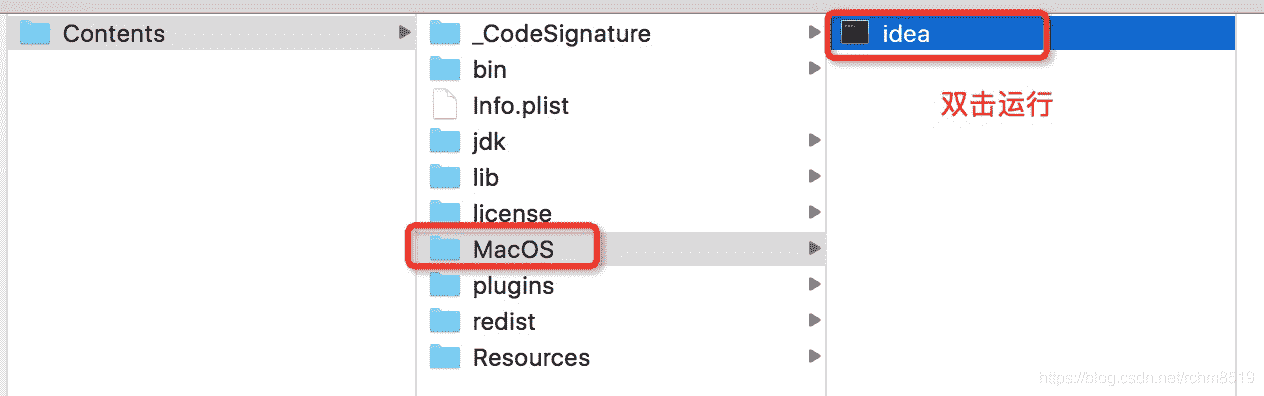 Contents
_CodeSignature
bin
Info.plist
jdk
lib
license
MacOS
plugins
redist
Resources
idea
双击运行
https://blog.csdn.net/rchm8519